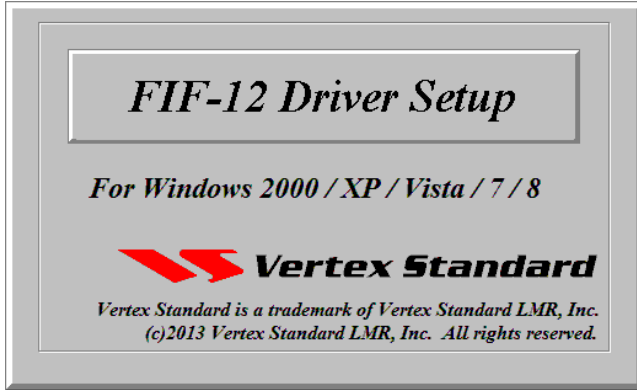 FIF-12 Driver Setup
For Windows 2000 / XP / Vista / 7 / 8
Vertex Standard
Vertex Standard is a trademark of Vertex Standard LMR, Inc.
(c)2013 Vertex Standard LMR, Inc. All rights reserved.